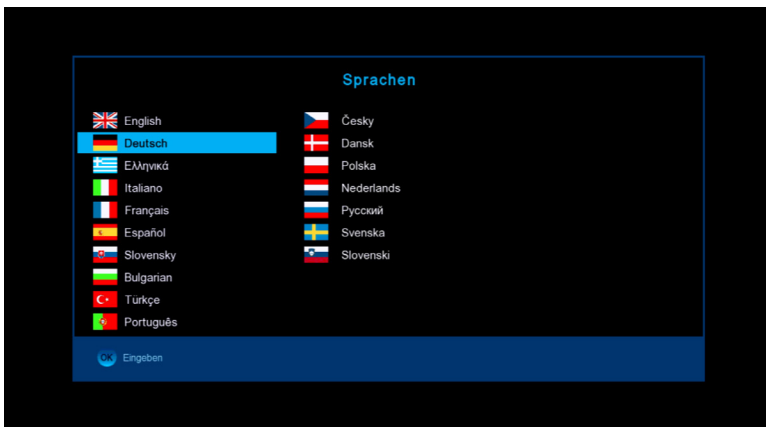 Sprachen
English
Deutsch
Ελληνικά
Italiano
Français
Español
Slovensky
Bulgarian
Türkçe
Português
Česky
Dansk
Polska
Nederlands
Русский
Svenska
Slovenski
OK Eingeben